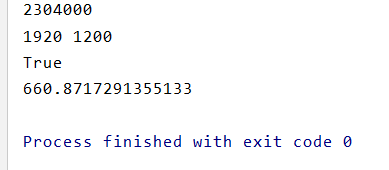 2304000
1920 1200
True
660.8717291355133
Process finished with exit code 0